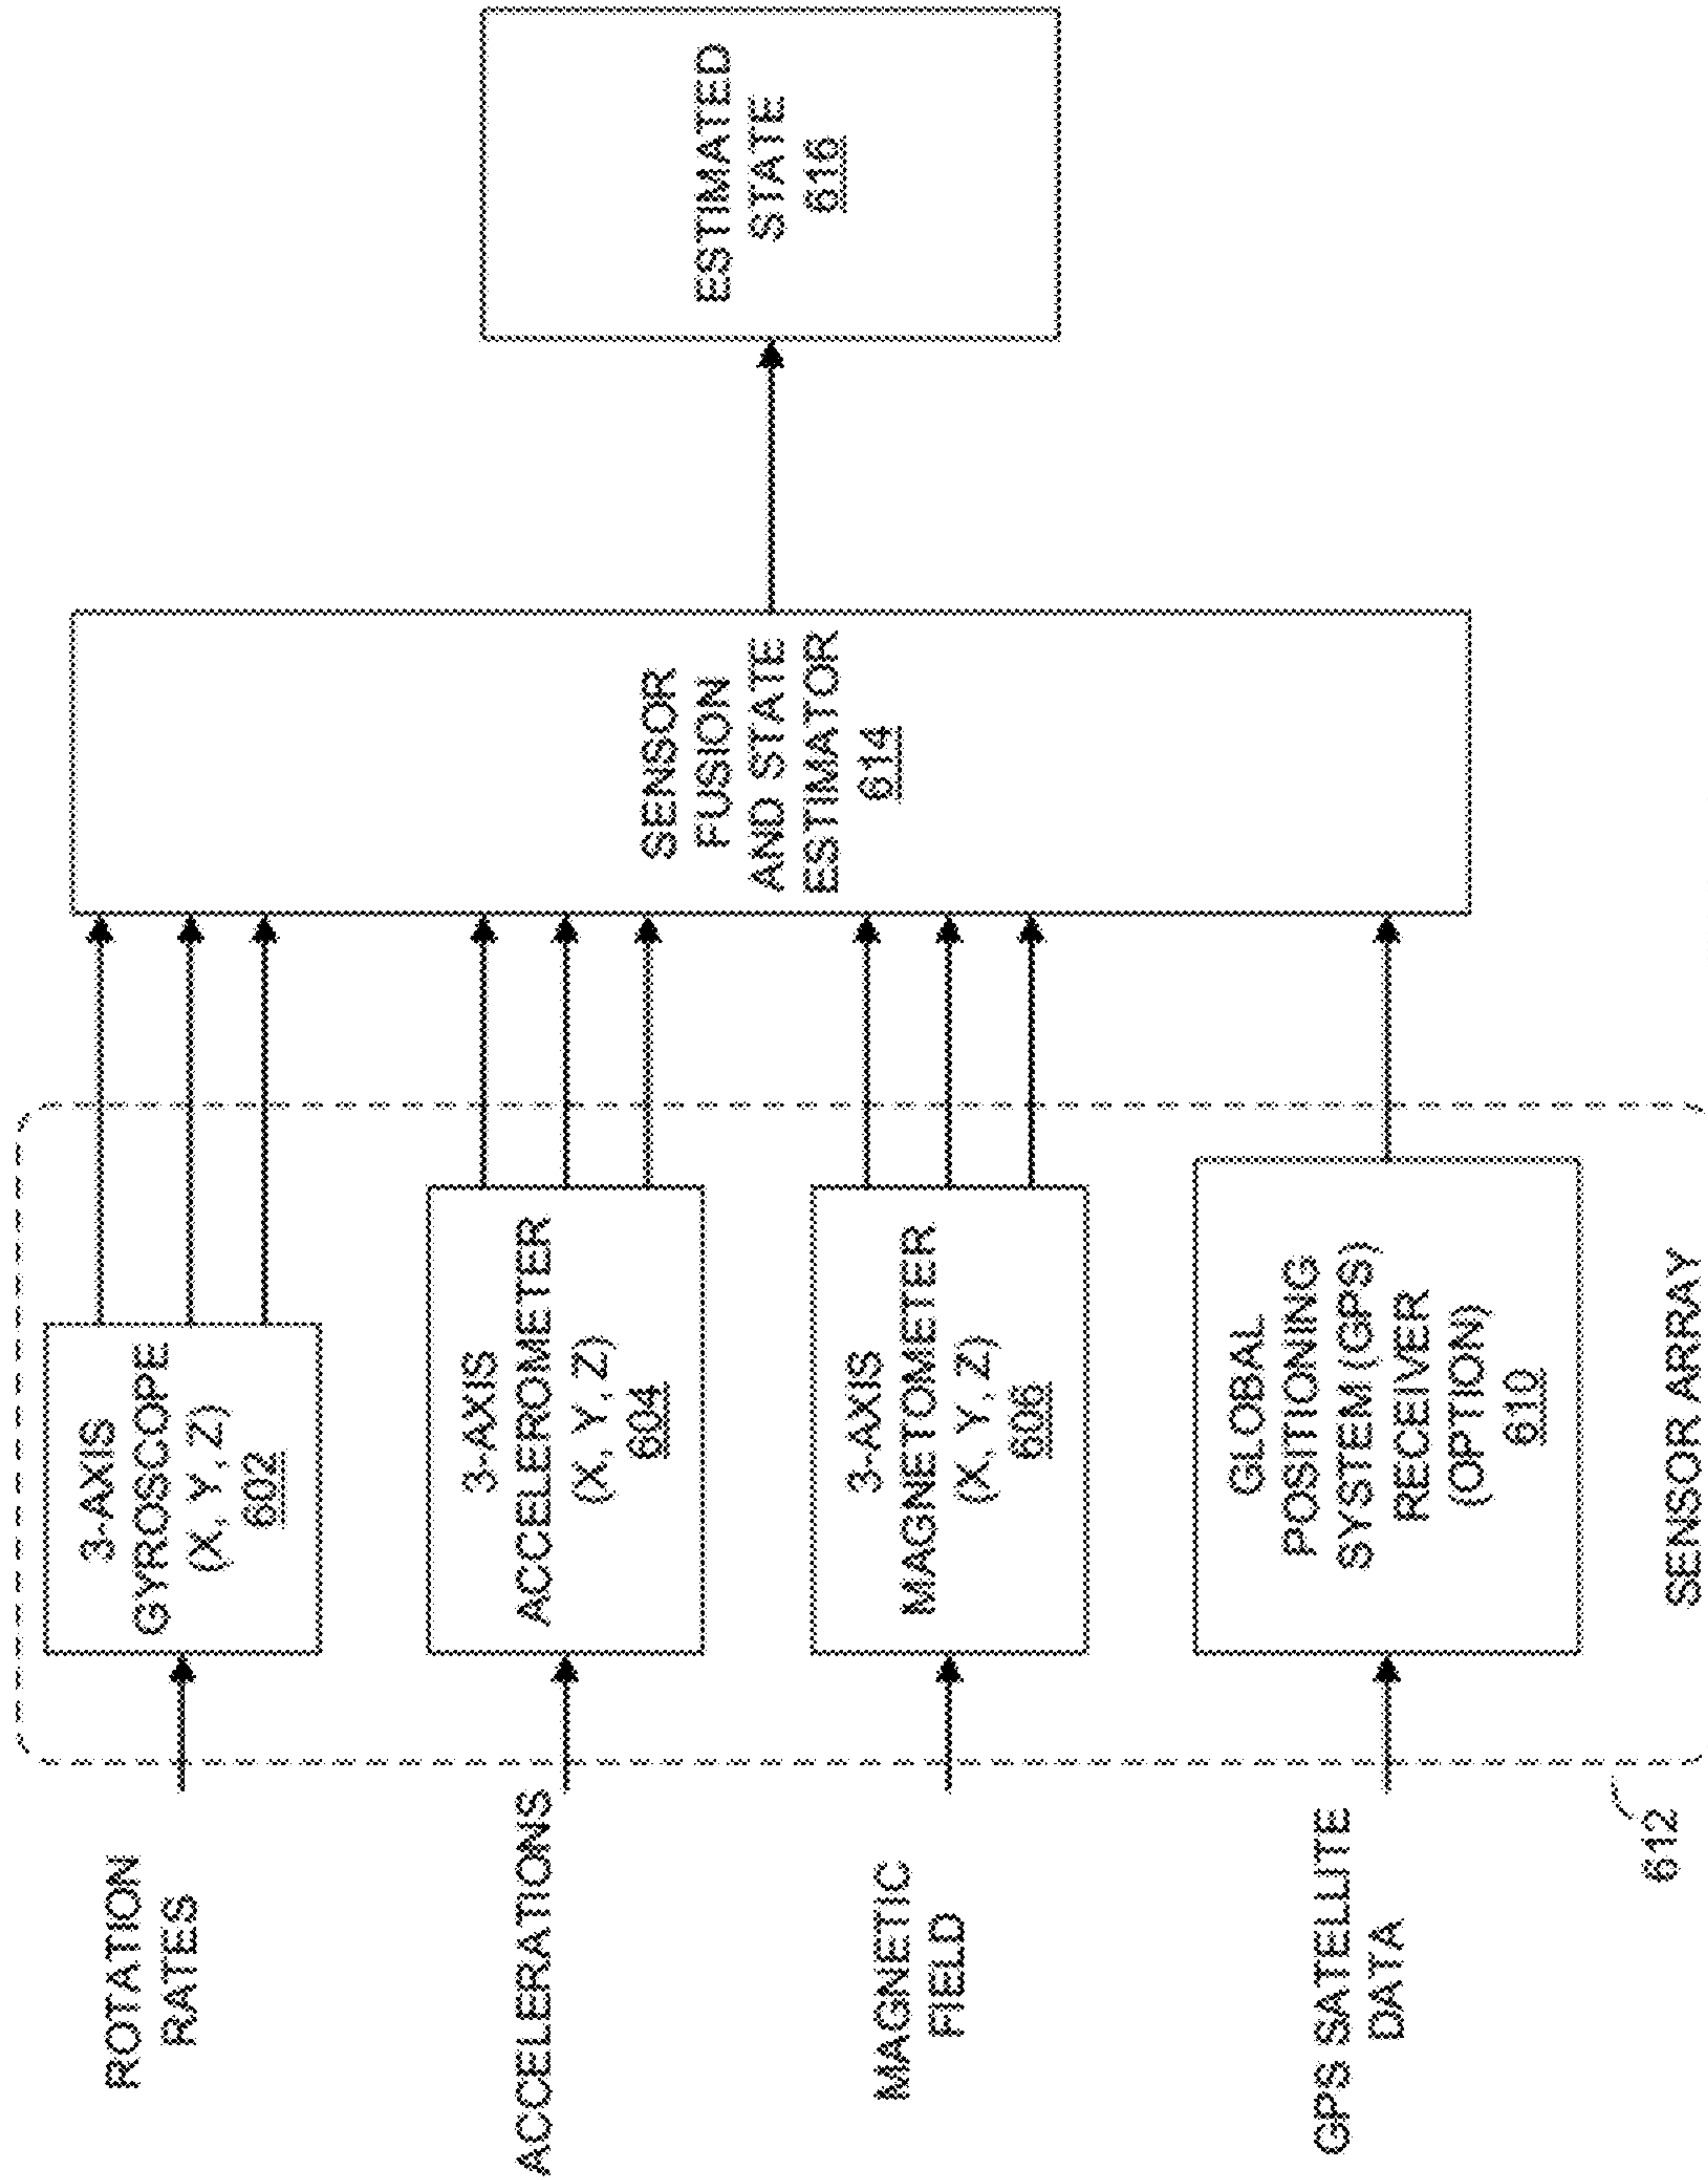 ROTATION
RATES
3-AXIS
GYROSCOPE
(X, Y, Z)
602
ACCELERATIONS
3-AXIS
ACCELEROMETER
(X, Y, Z)
604
MAGNETIC
FIELD
3-AXIS
MAGNETOMETER
(X, Y, Z)
606
GPS SATELLITE
DATA
GLOBAL
POSITIONING
SYSTEM (GPS)
RECEIVER
(OPTION)
610
612
SENSOR ARRAY
SENSOR
FUSION
AND STATE
ESTIMATOR
614
ESTIMATED
STATE
616